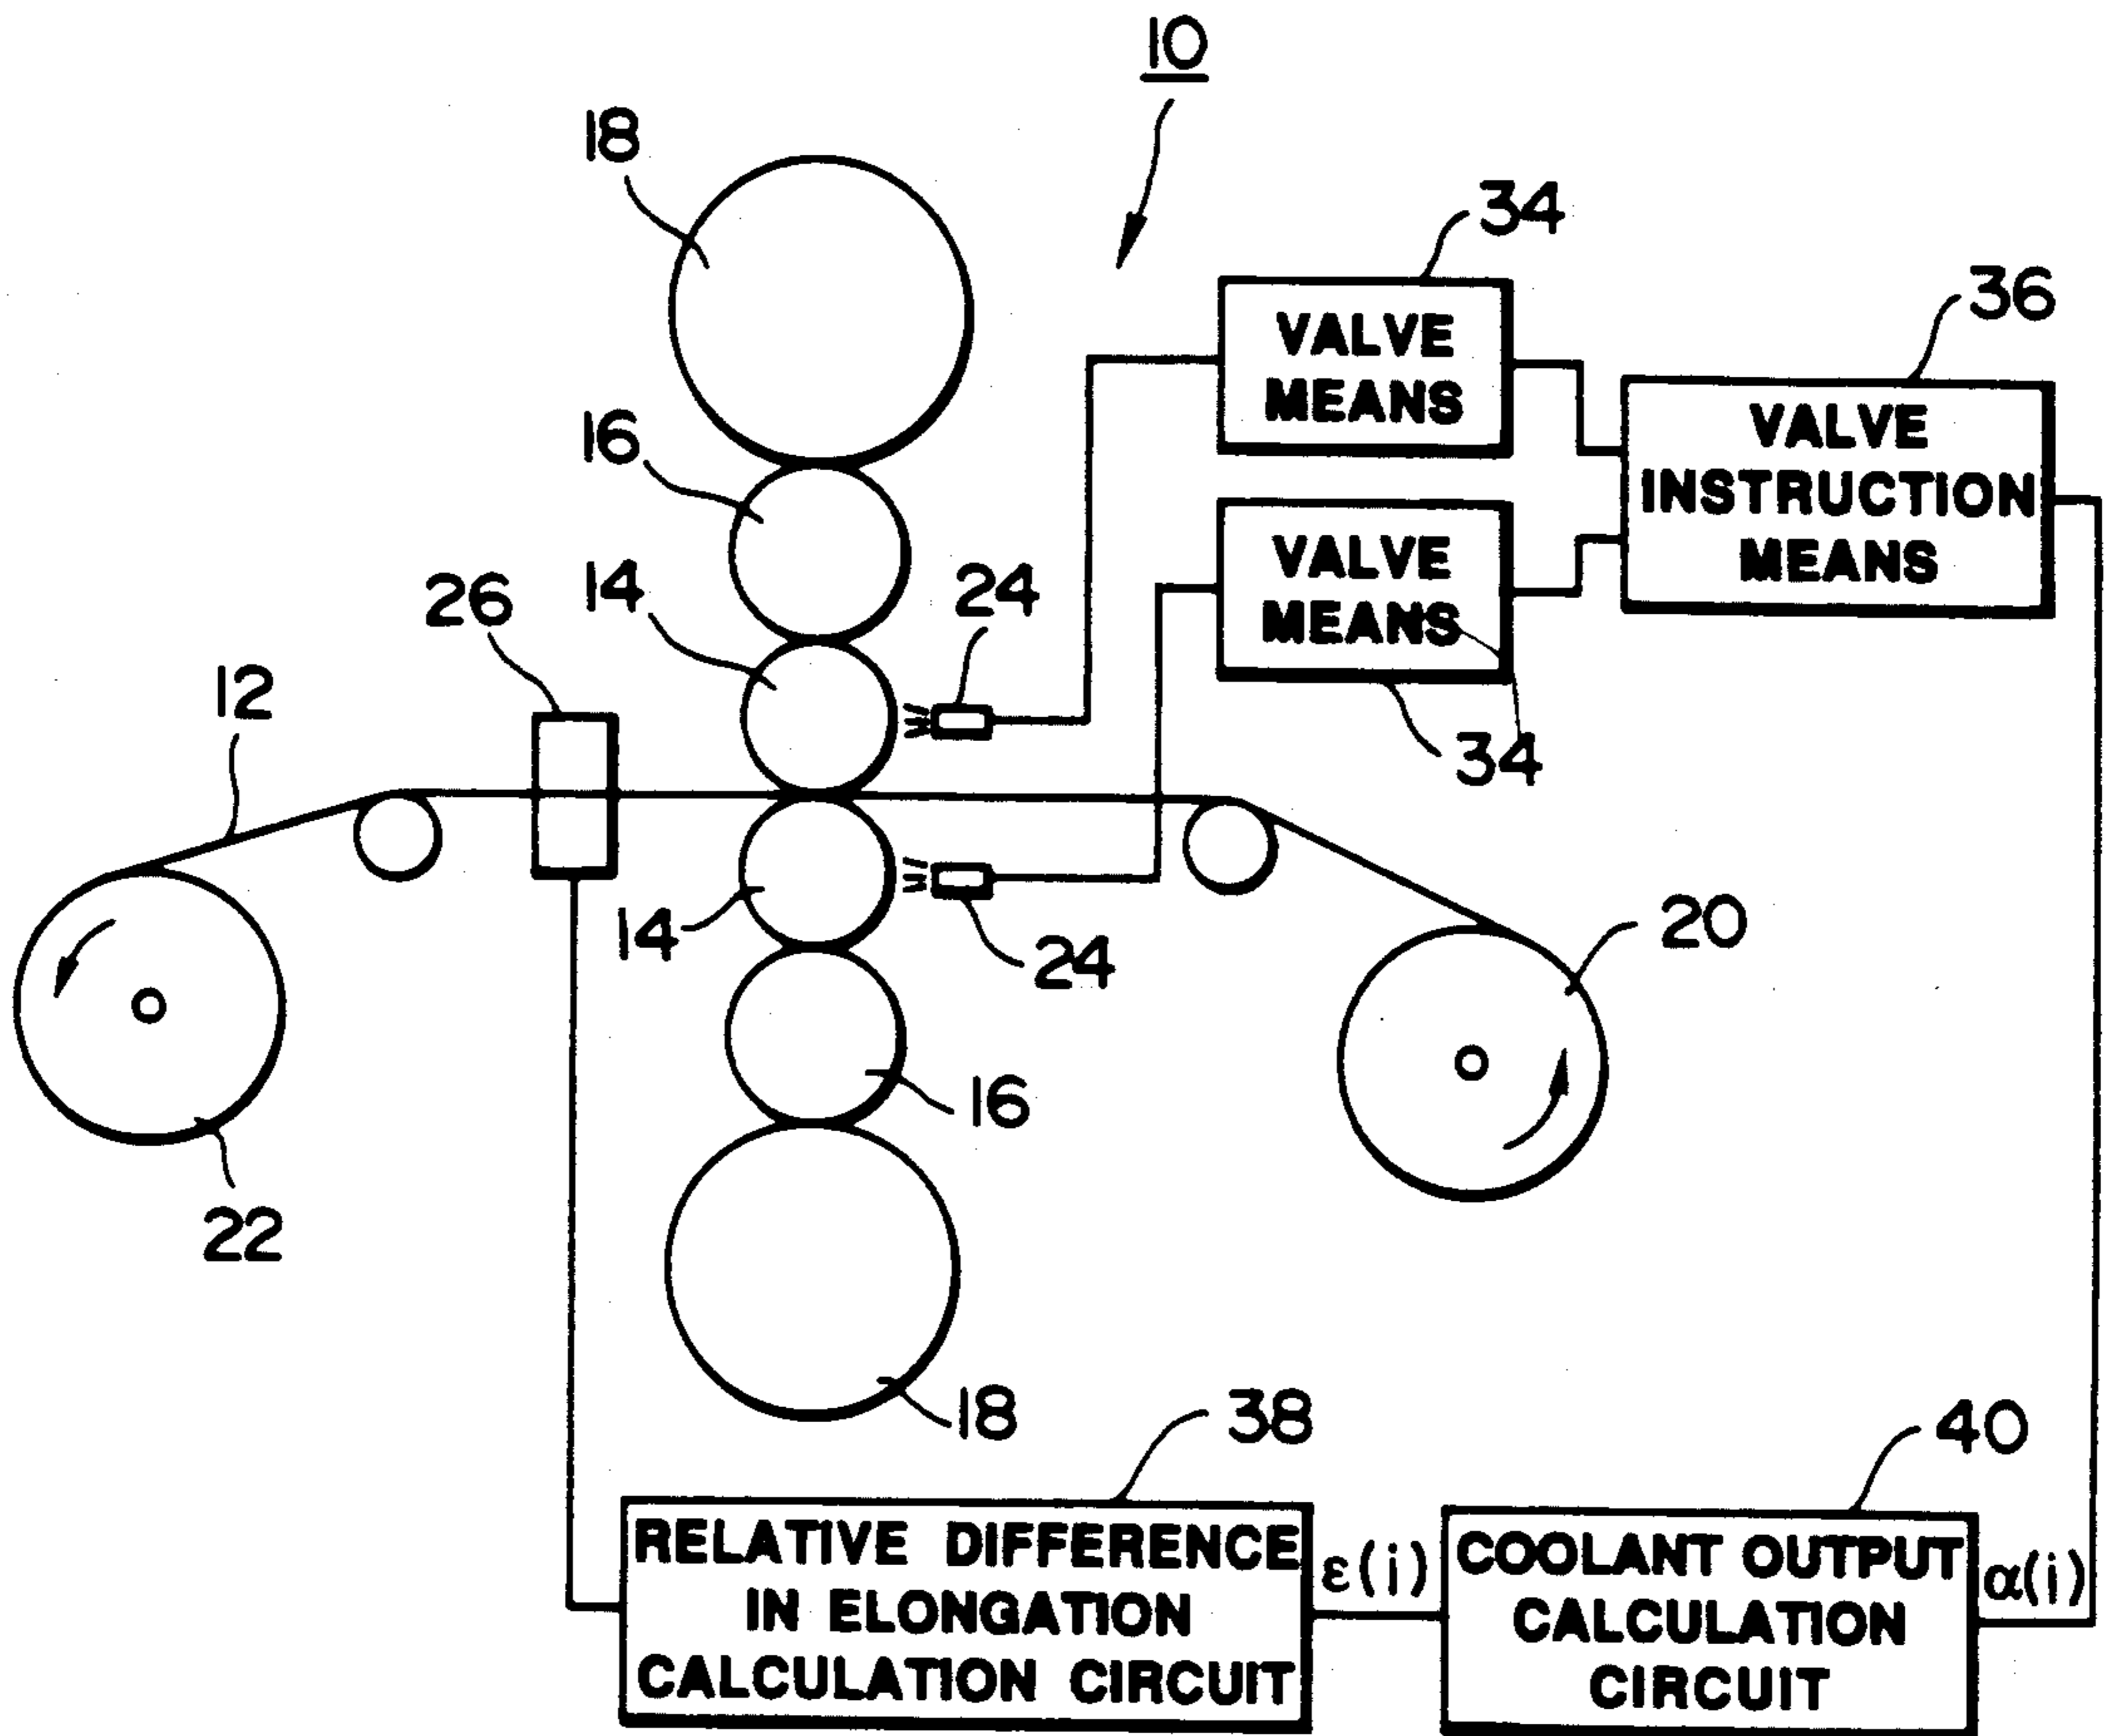 10
18
34
VALVE
MEANS
36
VALVE
INSTRUCTION
MEANS
16
VALVE
MEANS
26
14
24
12
34
14
24
20
16
22
18
38
40
RELATIVE DIFFERENCE
IN ELONGATION
CALCULATION CIRCUIT
ε(i)
COOLANT OUTPUT
CALCULATION
CIRCUIT
α(i)